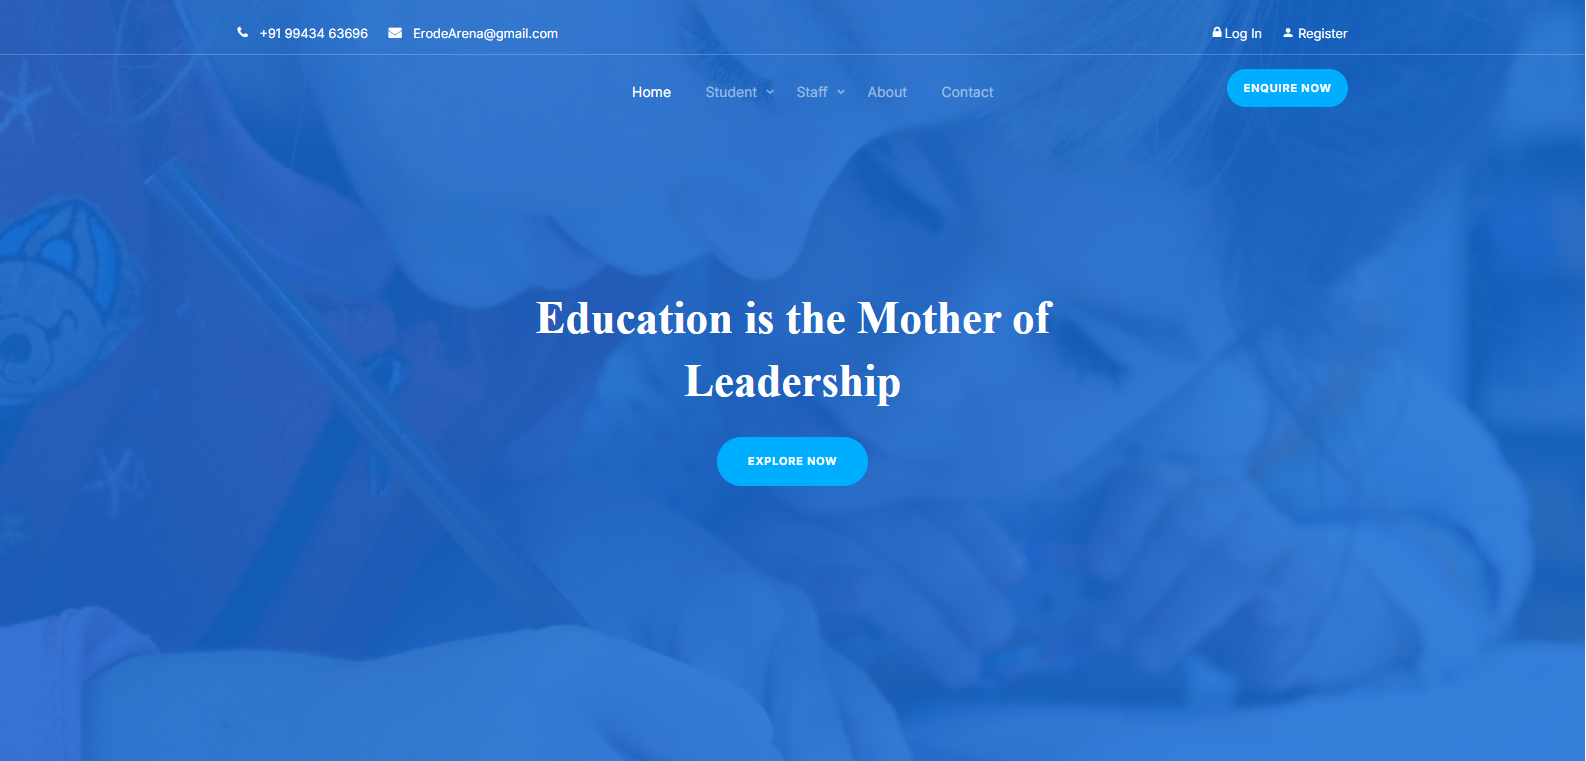 +91 99434 63696 ErodeArena@gmail.com Log In Register
Home Student Staff About Contact ENQUIRE NOW
Education is the Mother of
Leadership
EXPLORE NOW